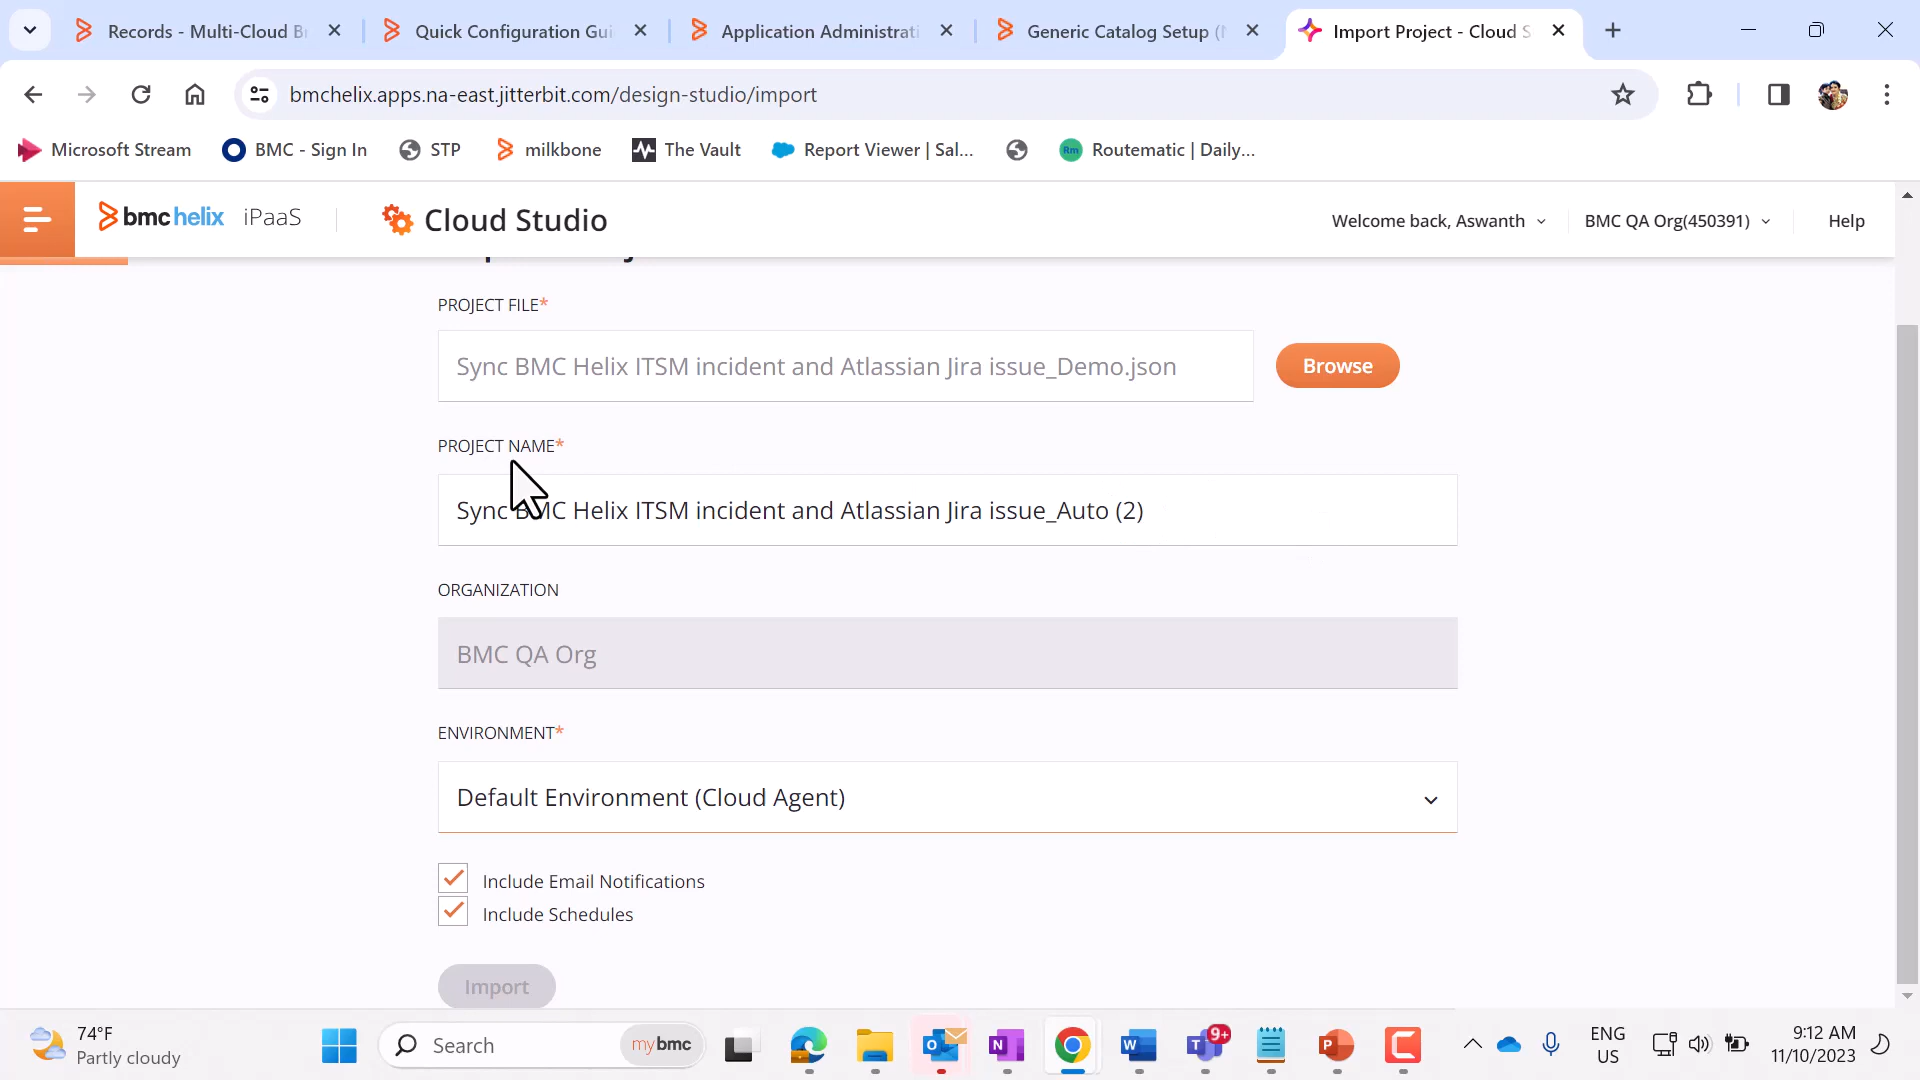 Records - Multi-Cloud B
Quick Configuration Gui
Application Administrati
Generic Catalog Setup (
Import Project - Cloud S
bmchelix.apps.na-east.jitterbit.com/design-studio/import
Microsoft Stream
BMC - Sign In
STP
milkbone
The Vault
Report Viewer | Sal...
Rm
Routematic | Daily...
bmc helix iPaaS
Cloud Studio
Welcome back, Aswanth
BMC QA Org(450391)
Help
PROJECT FILE*
Sync BMC Helix ITSM incident and Atlassian Jira issue_Demo.json
Browse
PROJECT NAME*
Sync BMC Helix ITSM incident and Atlassian Jira issue_Auto (2)
ORGANIZATION
BMC QA Org
ENVIRONMENT*
Default Environment (Cloud Agent)
Include Email Notifications
Include Schedules
Import
74°F
Partly cloudy
Search
mybmc
9+
ENG
US
9:12 AM
11/10/2023